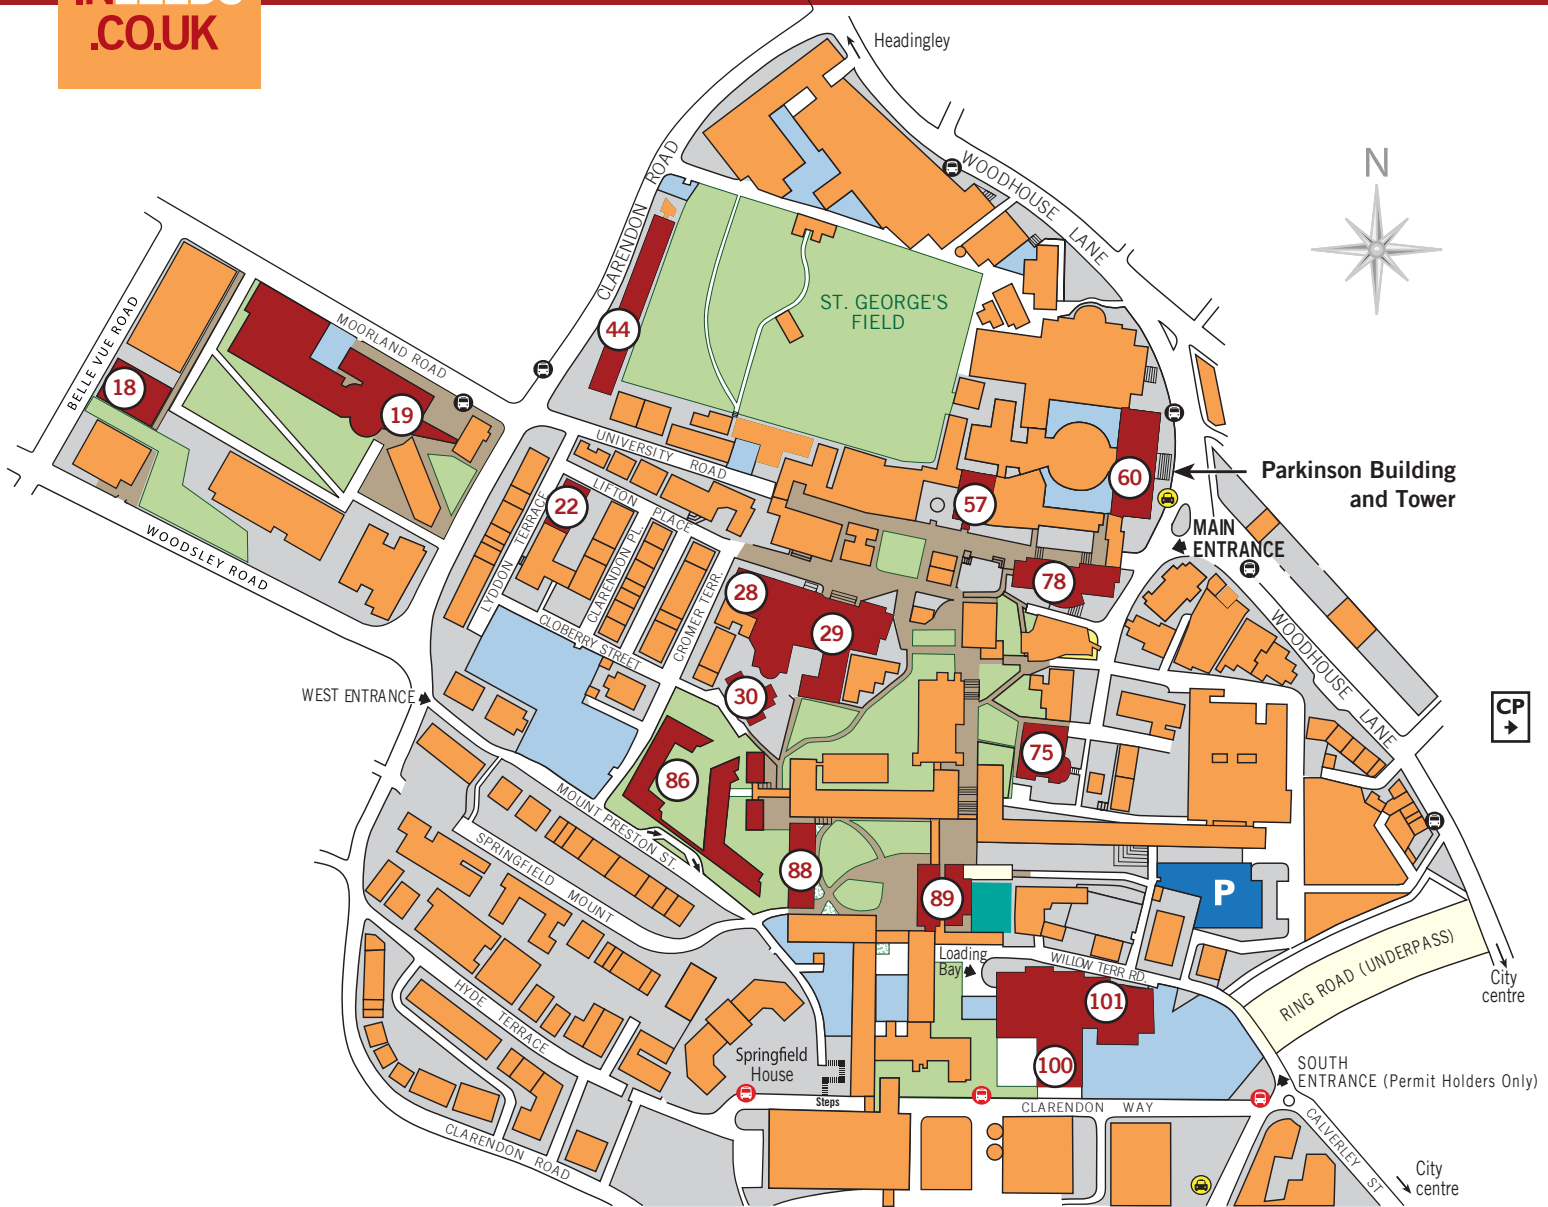 .CO.UK
Headingley
WOODHOUSE LANE
N
CLARENDON ROAD
ST. GEORGE'S
FIELD
44
MOORLAND ROAD
BELLE VUE ROAD
18
19
UNIVERSITY ROAD
60
Parkinson Building
and Tower
57
22
LIFTON PLACE
LYDDON TERRACE
CLARENDON PL.
MAIN
ENTRANCE
WOODSLEY ROAD
78
28
29
CROMER TERR.
CLOBERRY STREET
WOODHOUSE LANE
WEST ENTRANCE
30
CP
75
86
MOUNT PRESTON ST.
SPRINGFIELD MOUNT
88
89
P
RING ROAD (UNDERPASS)
Loading
Bay
WILLOW TERR RD.
City
centre
101
HYDE TERRACE
Springfield
House
100
SOUTH
ENTRANCE (Permit Holders Only)
Steps
CLARENDON WAY
CALVERLEY ST
CLARENDON ROAD
City
centre